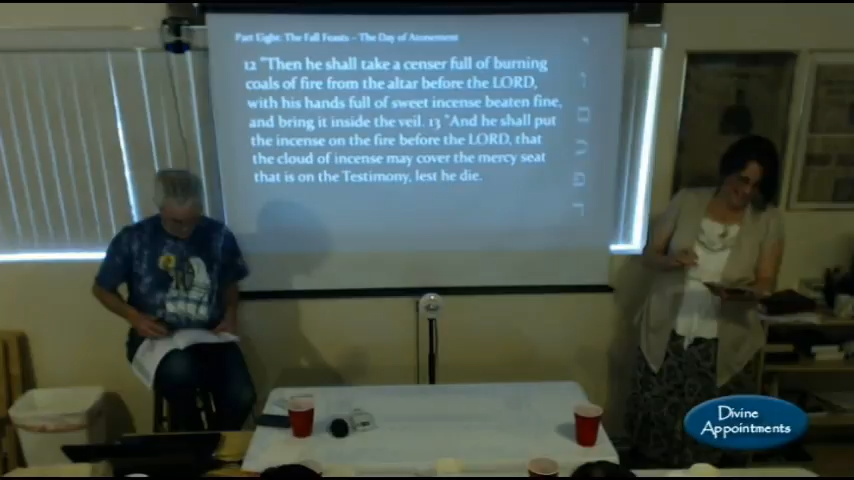 Part Eight: The Fall Feasts – The Day of Atonement
12 "Then he shall take a censer full of burning
coals of fire from the altar before the LORD,
with his hands full of sweet incense beaten fine,
and bring it inside the veil. 13 "And he shall put
the incense on the fire before the LORD, that
the cloud of incense may cover the mercy seat
that is on the Testimony, lest he die.
Divine
Appointments